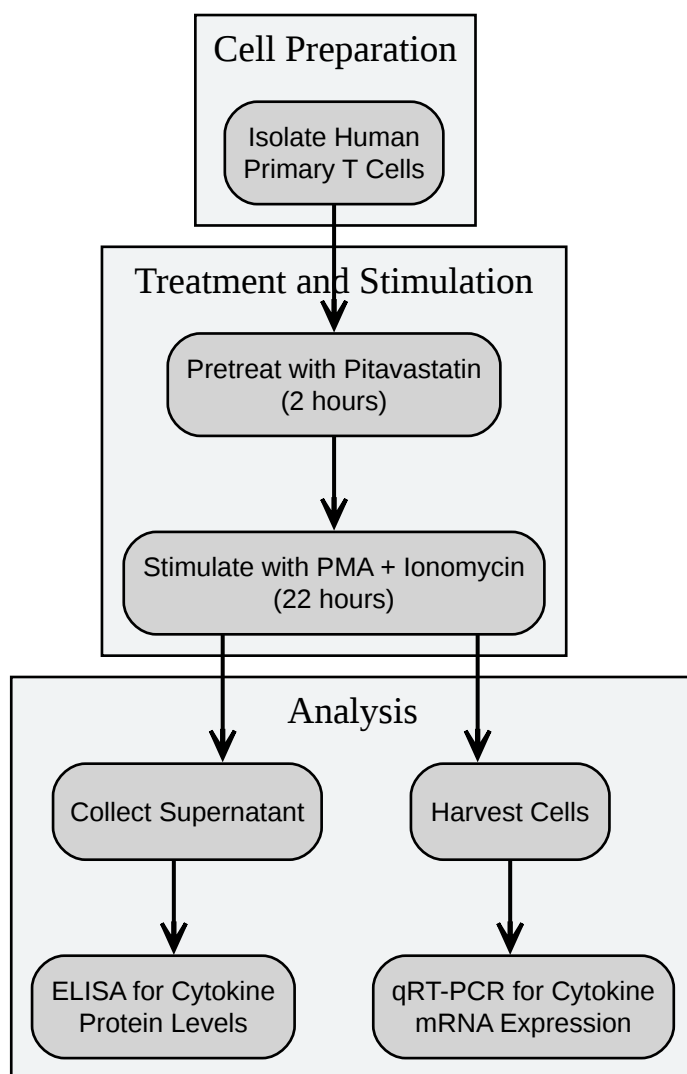 Cell Preparation
Isolate Human
Primary T Cells
Treatment and Stimulation
Pretreat with Pitavastatin
(2 hours)
Stimulate with PMA + Ionomycin
(22 hours)
Analysis
Collect Supernatant
Harvest Cells
ELISA for Cytokine
Protein Levels
qRT-PCR for Cytokine
mRNA Expression